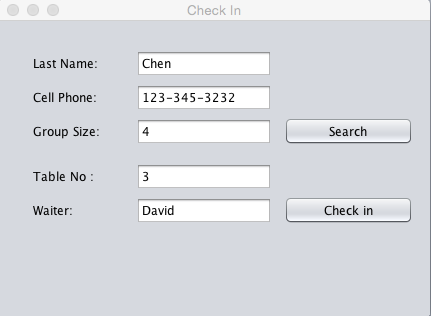 Check In
Last Name: Chen
Cell Phone: 123-345-3232
Group Size: 4 Search
Table No : 3
Waiter: David Check in